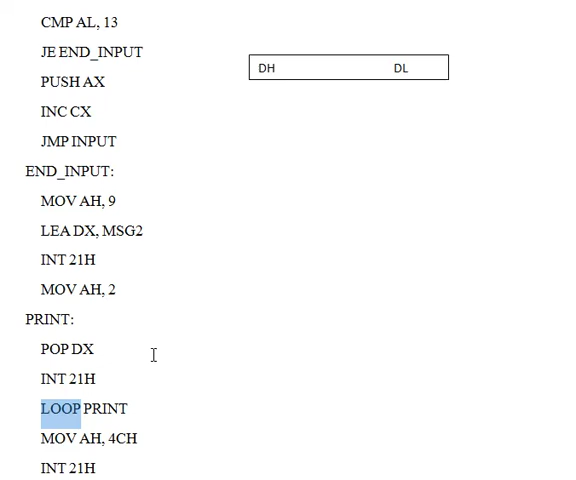 CMP AL, 13
JE END_INPUT
PUSH AX
INC CX
JMP INPUT
END_INPUT:
MOV AH, 9
LEA DX, MSG2
INT 21H
MOV AH, 2
PRINT:
POP DX
INT 21H
LOOP PRINT
MOV AH, 4CH
INT 21H
DH DL